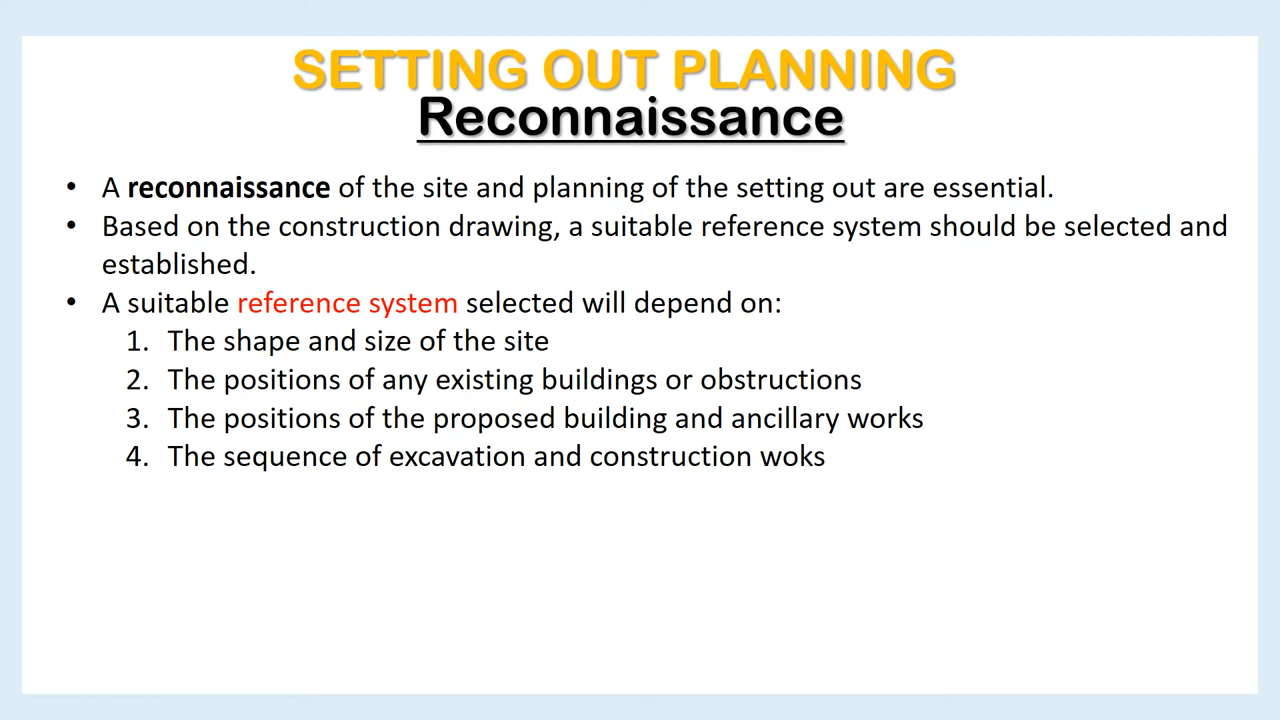 SETTING OUT PLANNING
Reconnaissance
• A reconnaissance of the site and planning of the setting out are essential.
• Based on the construction drawing, a suitable reference system should be selected and
established.
• A suitable reference system selected will depend on:
1. The shape and size of the site
2. The positions of any existing buildings or obstructions
3. The positions of the proposed building and ancillary works
4. The sequence of excavation and construction woks